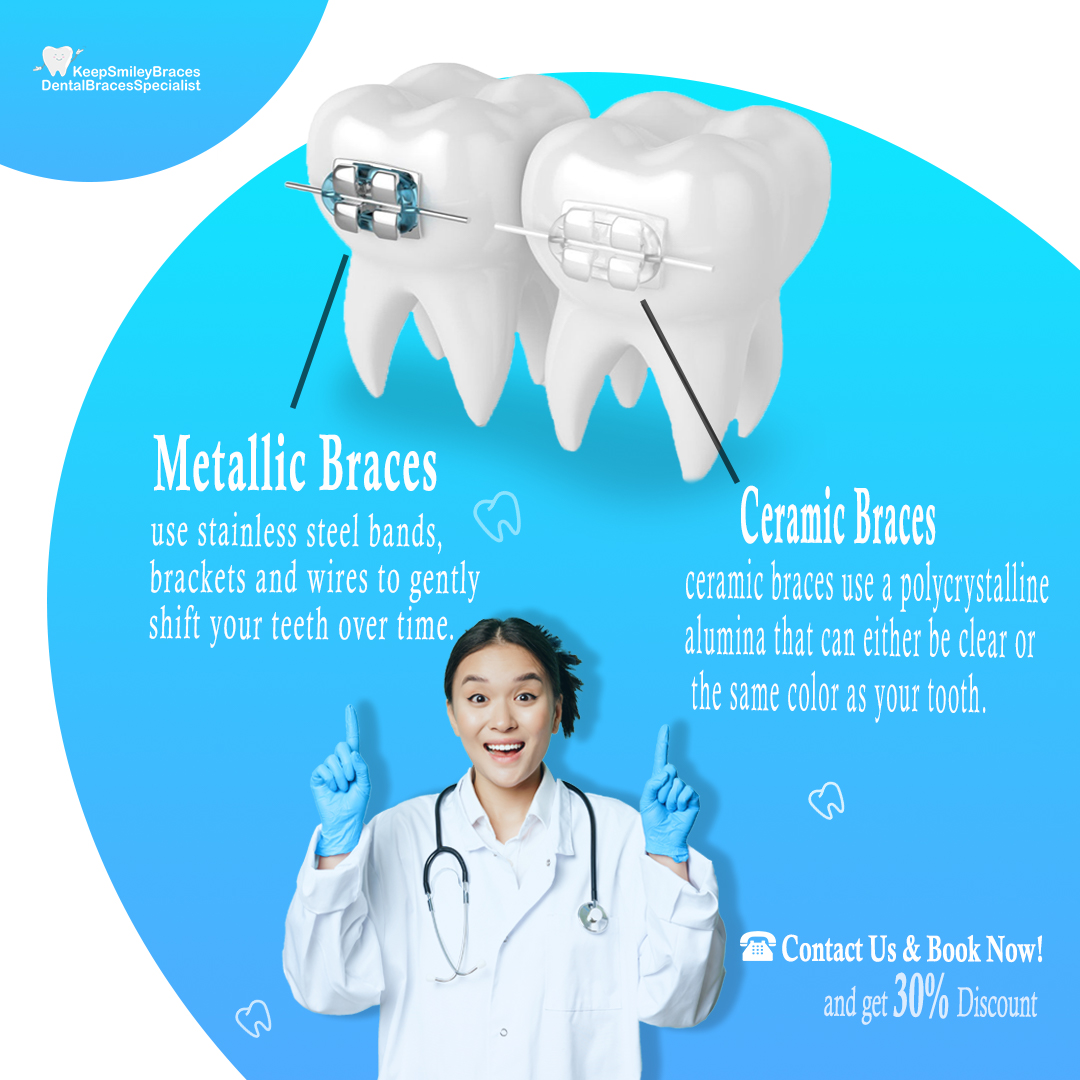 KeepSmileyBraces
DentalBracesSpecialist
Metallic Braces
use stainless steel bands,
brackets and wires to gently
shift your teeth over time.
Ceramic Braces
ceramic braces use a polycrystalline
alumina that can either be clear or
the same color as your tooth.
Contact Us & Book Now!
and get 30% Discount